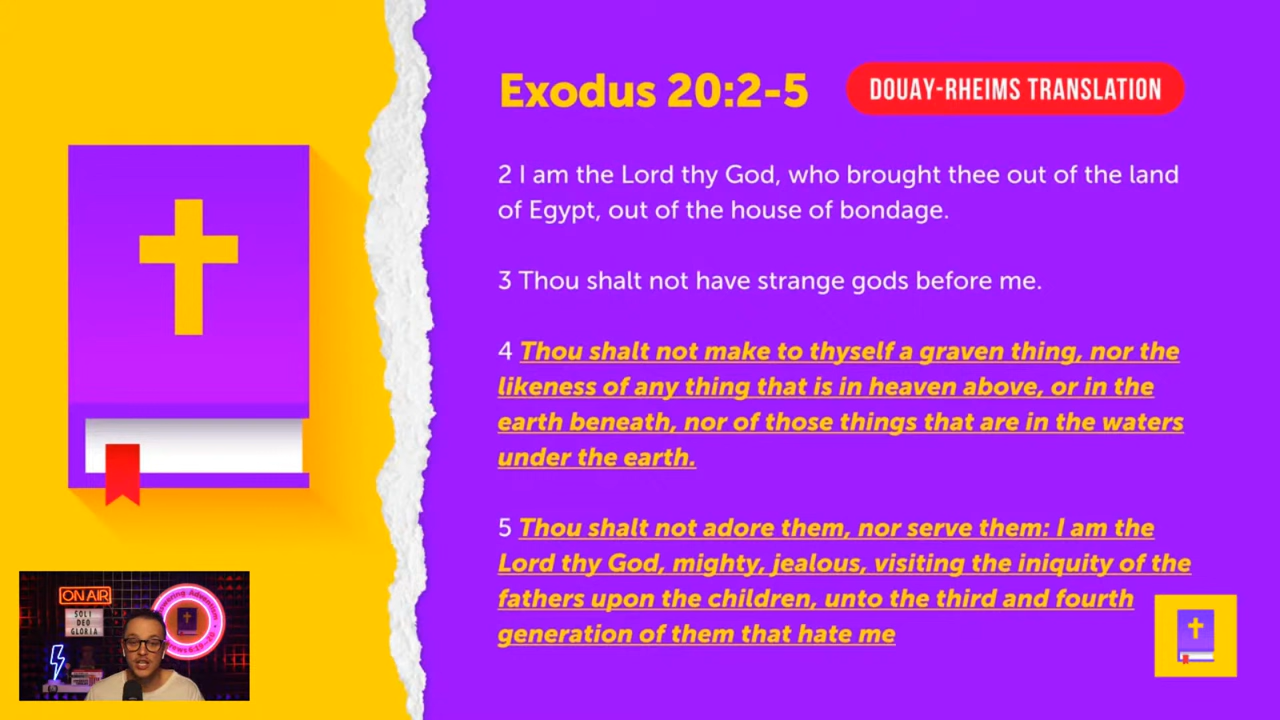 Exodus 20:2-5
DOUAY-RHEIMS TRANSLATION
2 I am the Lord thy God, who brought thee out of the land
of Egypt, out of the house of bondage.
3 Thou shalt not have strange gods before me.
4 Thou shalt not make to thyself a graven thing, nor the
likeness of any thing that is in heaven above, or in the
earth beneath, nor of those things that are in the waters
under the earth.
5 Thou shalt not adore them, nor serve them: I am the
Lord thy God, mighty, jealous, visiting the iniquity of the
fathers upon the children, unto the third and fourth
generation of them that hate me
ON AIR
SOLI
DEO
GLORIA